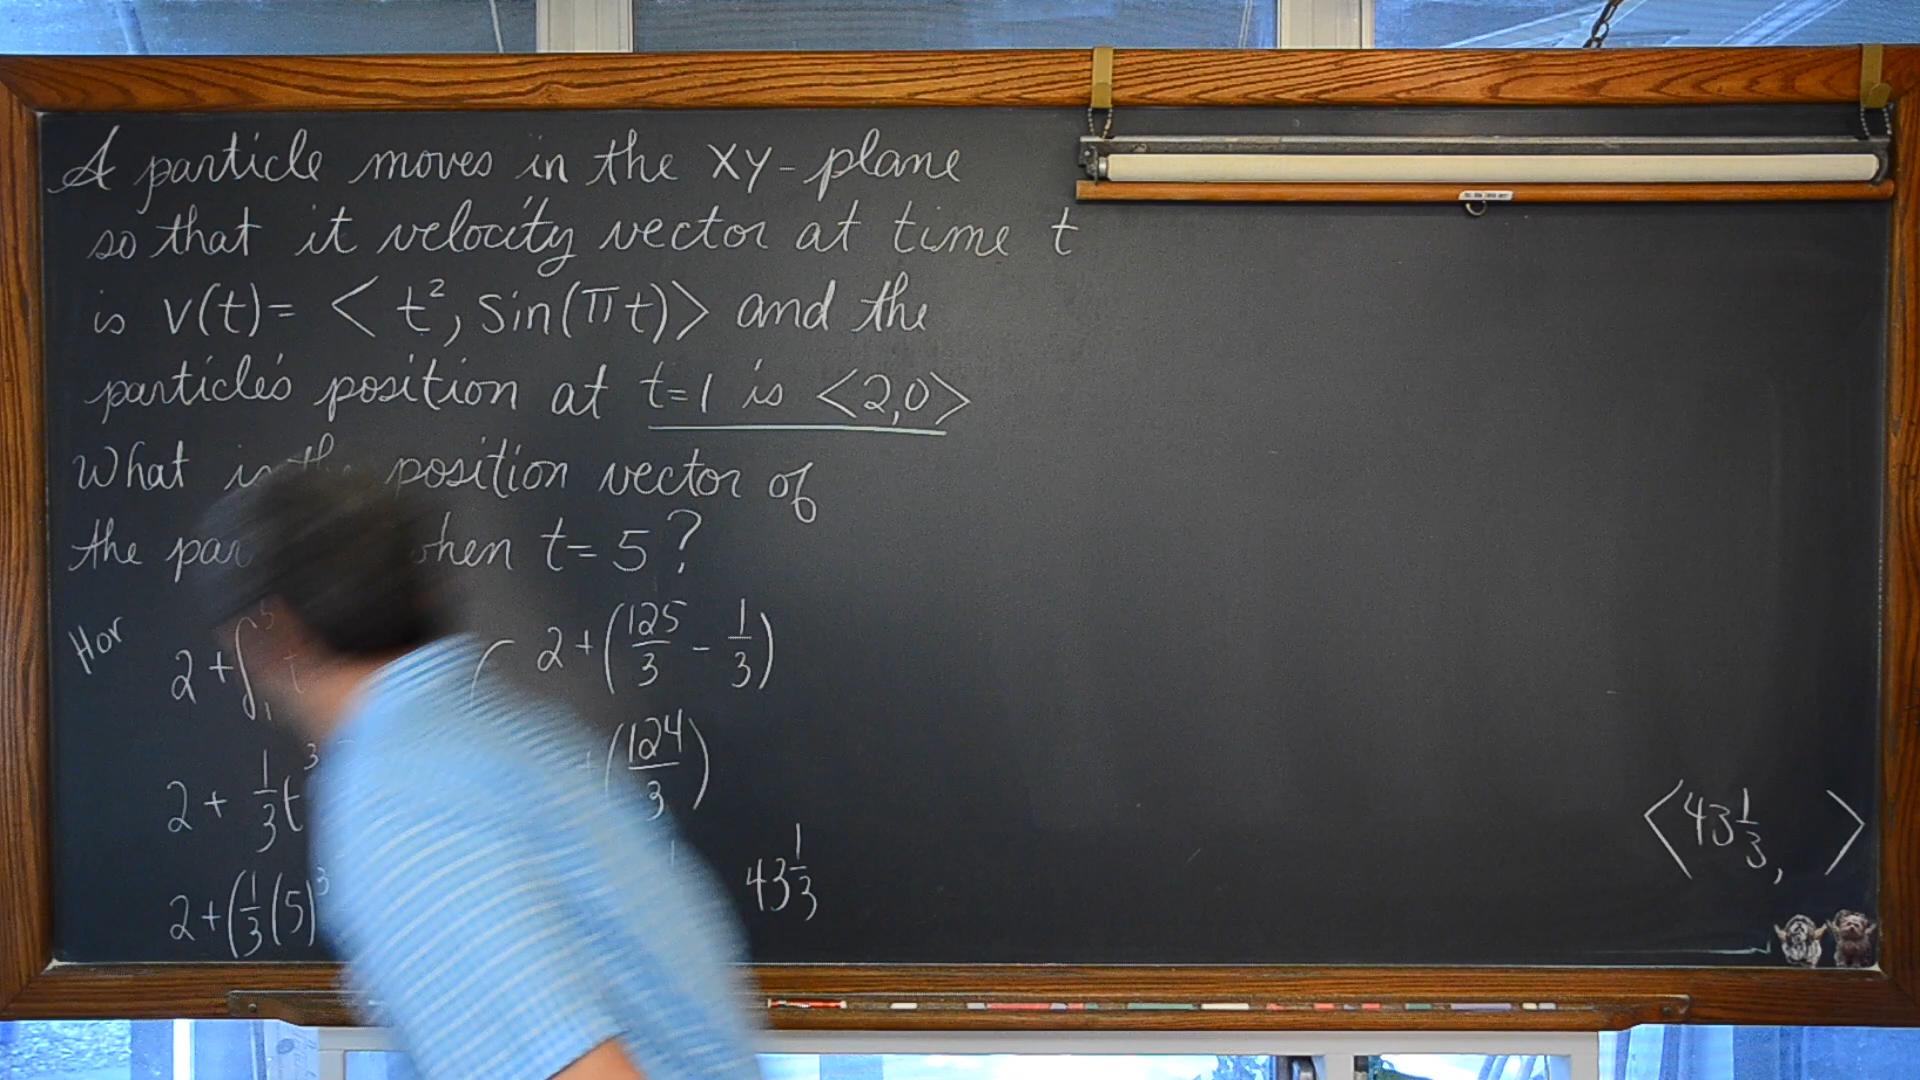 A particle moves in the xy-plane
so that it velocity vector at time t
is v(t) = < t², sin(πt)> and the
particle's position at t=1 is <2,0>
What is the position vector of
the when t= 5?
Hor
2 + ∫₁⁵ t
2 + 1/3 t³
2 + (1/3 (5)³
2 + (125/3 - 1/3)
+ (124/3)
43 1/3
<43 1/3, >